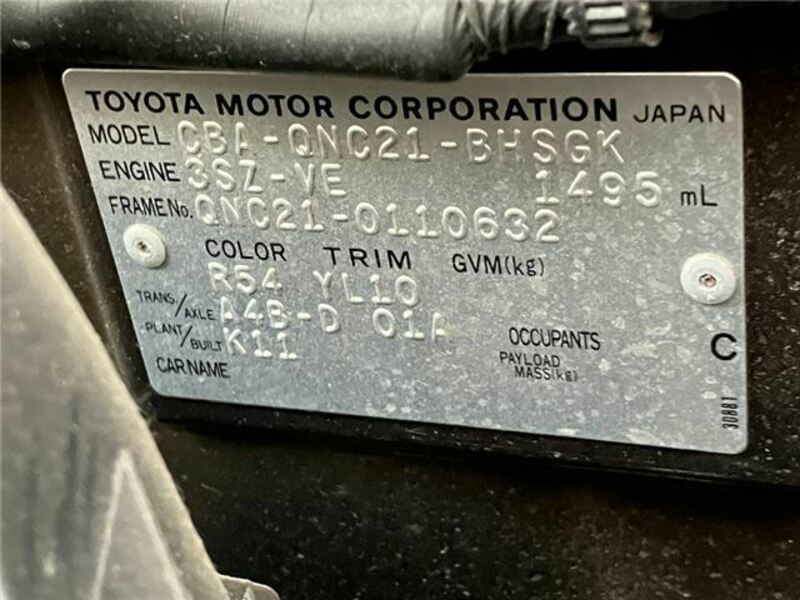 TOYOTA MOTOR CORPORATION JAPAN
MODEL CBA-QNC21-BHSGK
ENGINE 3SZ-VE 1495 mL
FRAME No. QNC21-0110632
COLOR TRIM GVM(kg)
R54 YL10
TRANS/AXLE A4B-D 01A
PLANT/BUILT K11
OCCUPANTS
C
CAR NAME
PAYLOAD
MASS(kg)
30881